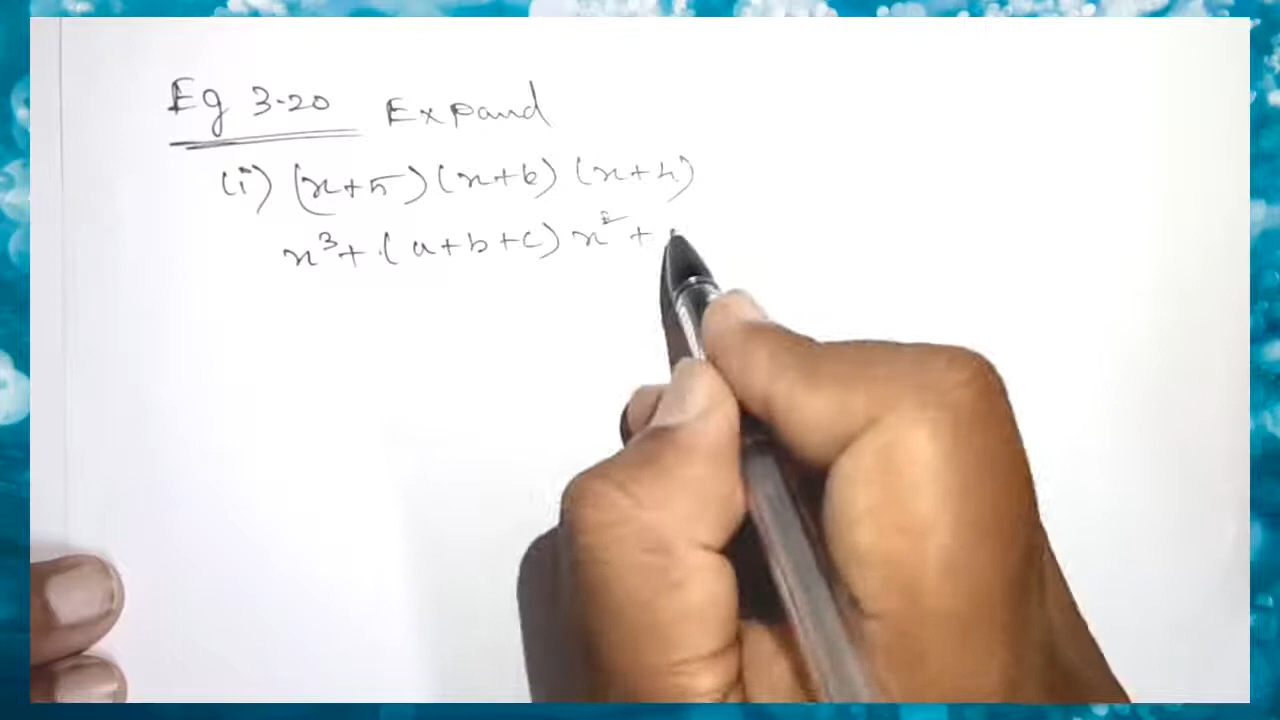 Eg 3.20 Expand
(i) (x+5)(x+6)(x+4)
x³+(a+b+c)x²+